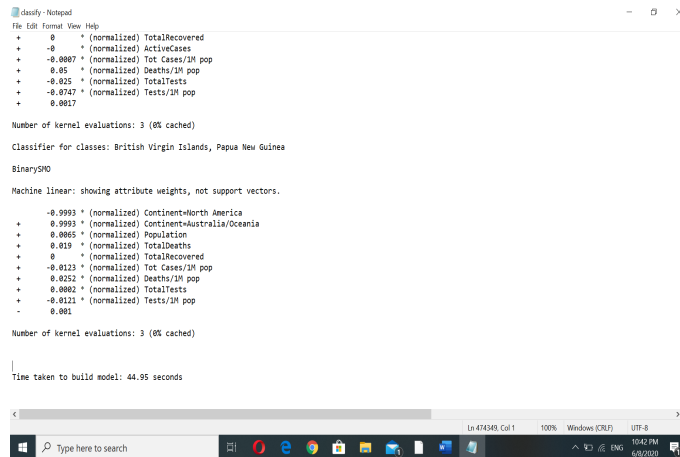 classify - Notepad
File Edit Format View Help
+ 0 * (normalized) TotalRecovered
+ -0 * (normalized) ActiveCases
+ -0.0007 * (normalized) Tot Cases/1M pop
+ 0.05 * (normalized) Deaths/1M pop
+ -0.025 * (normalized) TotalTests
+ -0.0747 * (normalized) Tests/1M pop
+ 0.0017
Number of kernel evaluations: 3 (0% cached)
Classifier for classes: British Virgin Islands, Papua New Guinea
BinarySMO
Machine linear: showing attribute weights, not support vectors.
-0.9993 * (normalized) Continent=North America
+ 0.9993 * (normalized) Continent=Australia/Oceania
+ 0.0065 * (normalized) Population
+ 0.019 * (normalized) TotalDeaths
+ 0 * (normalized) TotalRecovered
+ -0.0123 * (normalized) Tot Cases/1M pop
+ 0.0252 * (normalized) Deaths/1M pop
+ 0.0002 * (normalized) TotalTests
+ -0.0121 * (normalized) Tests/1M pop
- 0.001
Number of kernel evaluations: 3 (0% cached)
Time taken to build model: 44.95 seconds
Ln 474349, Col 1 100% Windows (CRLF) UTF-8
Type here to search
ENG
10:42 PM
6/8/2020